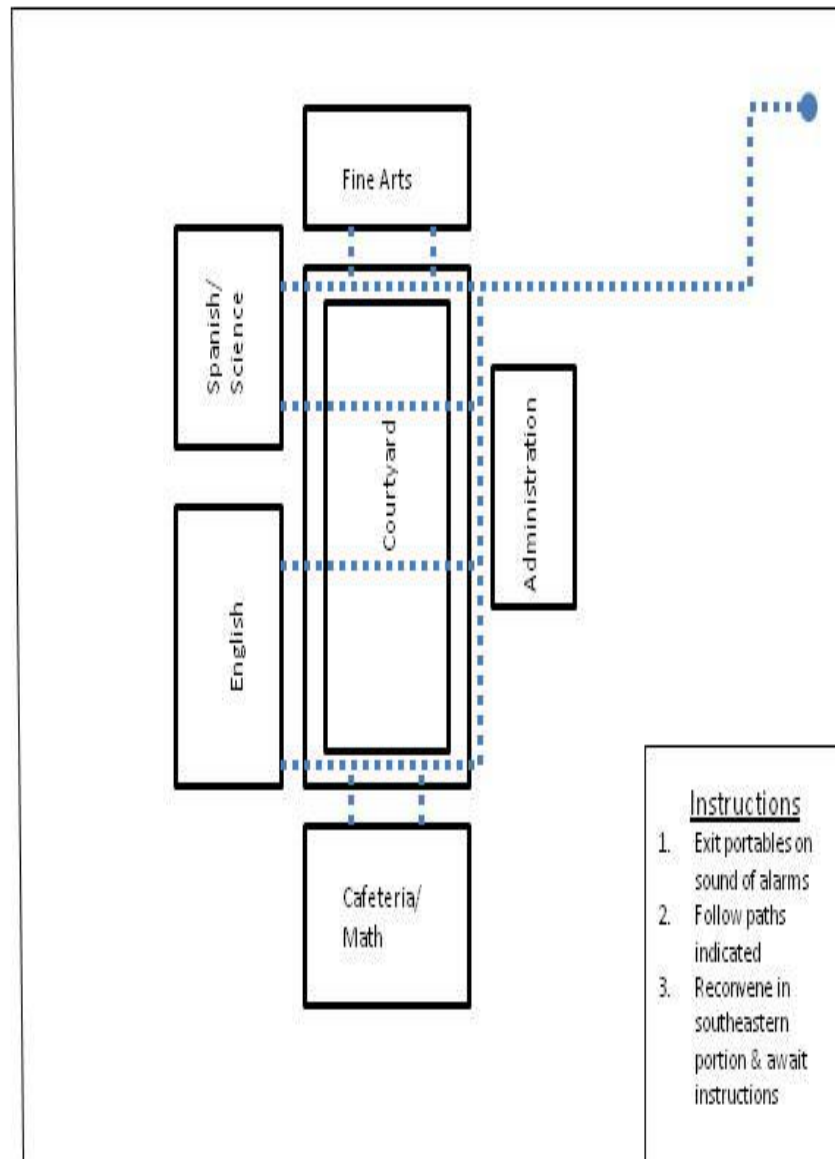 Fine Arts
Spanish/
Science
Courtyard
Administration
English
Cafeteria/
Math
Instructions
1. Exit portables on
sound of alarms
2. Follow paths
indicated
3. Reconvene in
southeastern
portion & await
instructions